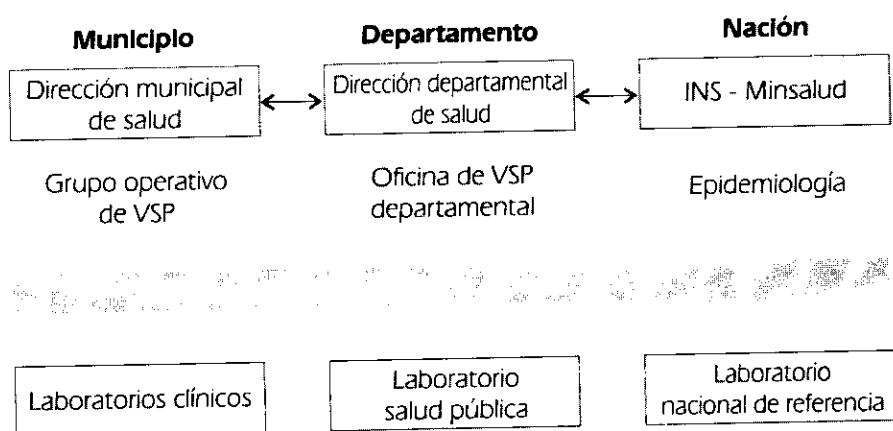 Municipio
Departamento
Nación
Dirección municipal
de salud
Dirección departamental
de salud
INS - Minsalud
Grupo operativo
de VSP
Oficina de VSP
departamental
Epidemiología
Laboratorios clínicos
Laboratorio
salud pública
Laboratorio
nacional de referencia